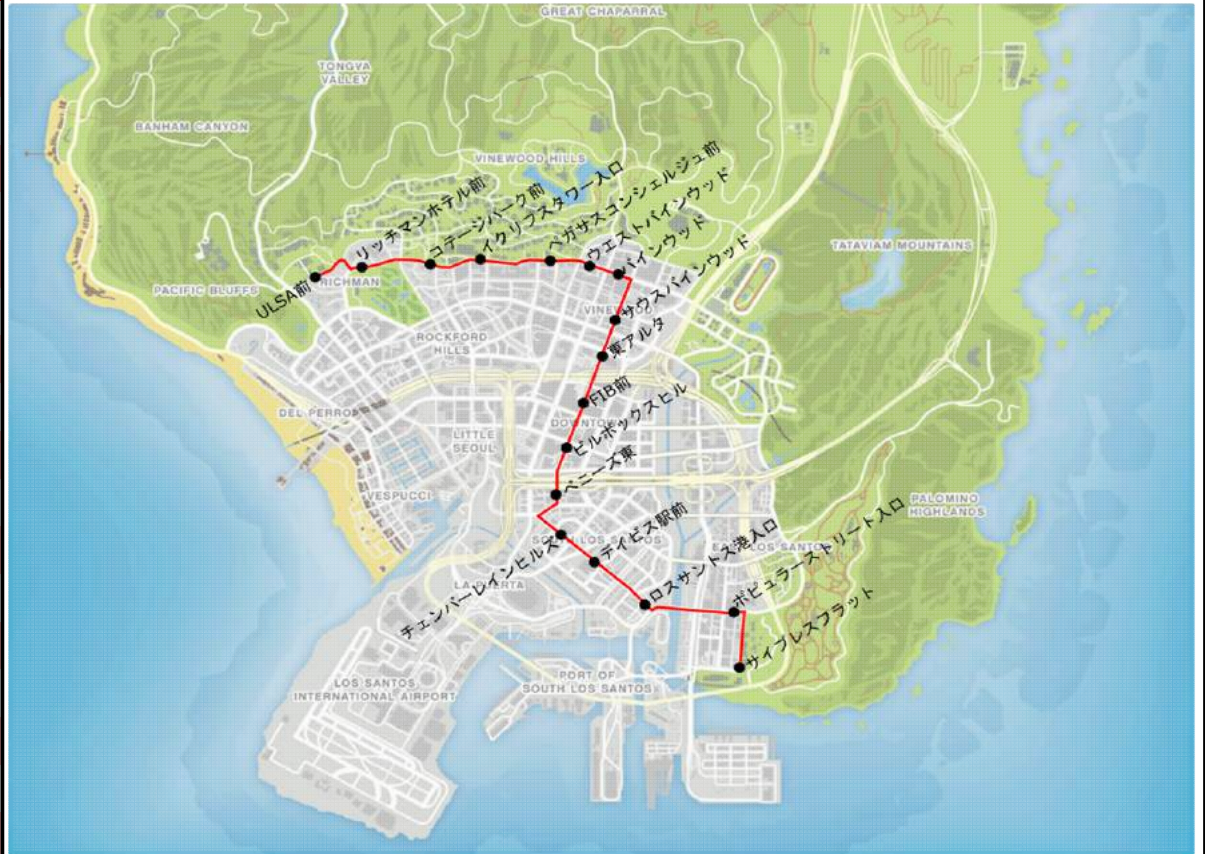 GREAT CHAPARRAL
TONGVA
VALLEY
BANHAM CANYON
VINEWOOD HILLS
TATAVIAM MOUNTAINS
PACIFIC BLUFFS
RICHMAN
ULSA前
リッチマンホテル前
コテージパーク前
イクリプスタワー入口
ペガサスコンシェルジュ前
ウエストバインウッド
バインウッド
サウスバインウッド
東アルタ
FIB前
ピルボックスヒル
ベニーズ東
チェンバーレインヒルズ
デイビス駅前
ロスサントス港入口
ポピュラーストリート入口
サイプレスフラット
ROCKFORD
HILLS
DEL PERRO
LITTLE
SEOUL
VESPUCCI
PALOMINO
HIGHLANDS
LOS SANTOS
INTERNATIONAL AIRPORT
PORT OF
SOUTH LOS SANTOS